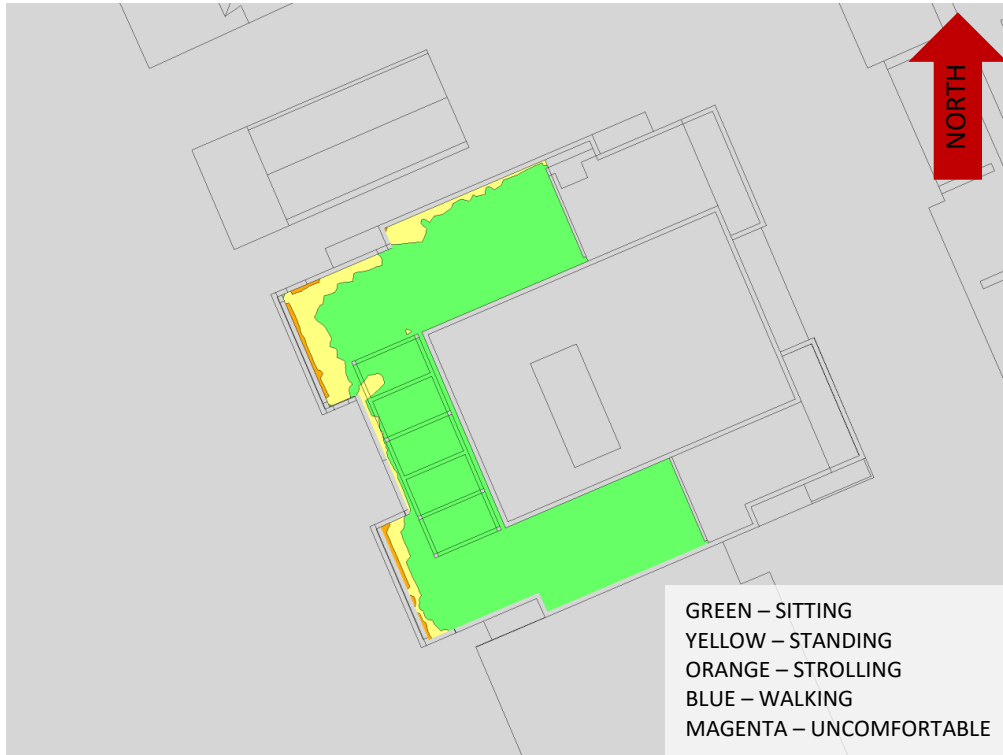 NORTH
GREEN – SITTING
YELLOW – STANDING
ORANGE – STROLLING
BLUE – WALKING
MAGENTA – UNCOMFORTABLE